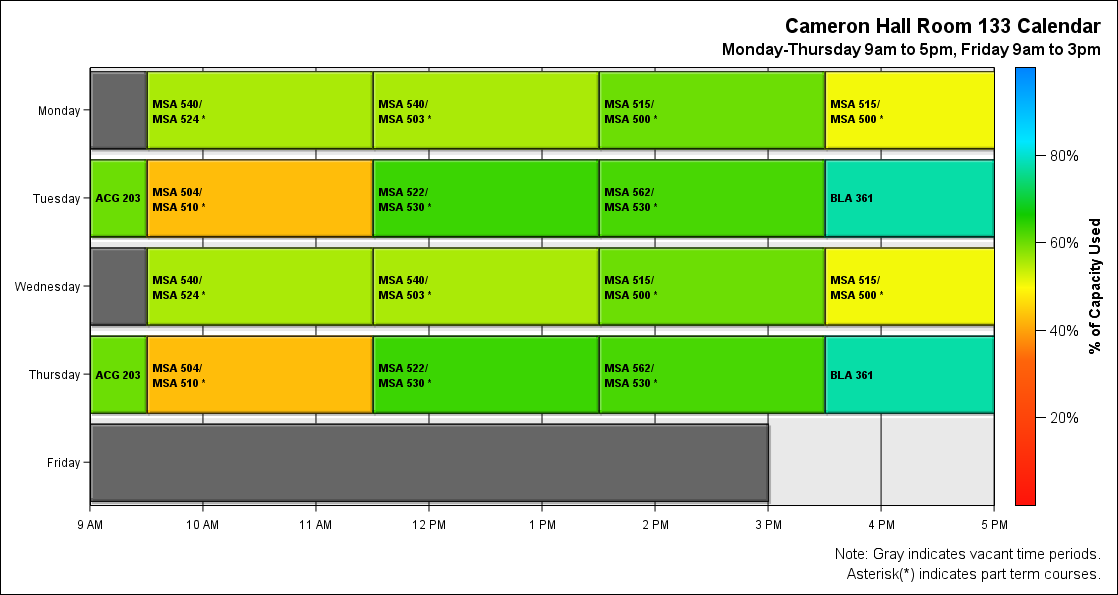 Cameron Hall Room 133 Calendar
Monday-Thursday 9am to 5pm, Friday 9am to 3pm
Monday
MSA 540/
MSA 524 *
MSA 540/
MSA 503 *
MSA 515/
MSA 500 *
MSA 515/
MSA 500 *
Tuesday
ACG 203
MSA 504/
MSA 510 *
MSA 522/
MSA 530 *
MSA 562/
MSA 530 *
BLA 361
Wednesday
MSA 540/
MSA 524 *
MSA 540/
MSA 503 *
MSA 515/
MSA 500 *
MSA 515/
MSA 500 *
Thursday
ACG 203
MSA 504/
MSA 510 *
MSA 522/
MSA 530 *
MSA 562/
MSA 530 *
BLA 361
Friday
9 AM 10 AM 11 AM 12 PM 1 PM 2 PM 3 PM 4 PM 5 PM
80%
60%
40%
20%
% of Capacity Used
Note: Gray indicates vacant time periods.
Asterisk(*) indicates part term courses.